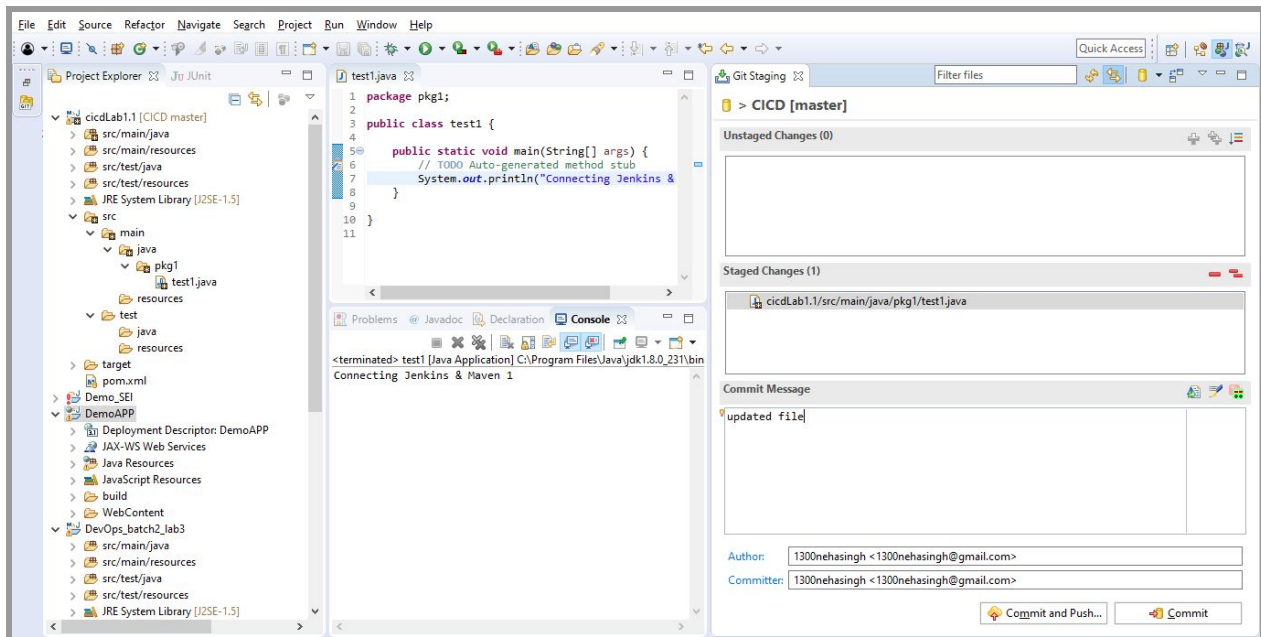 File Edit Source Refactor Navigate Search Project Run Window Help
Quick Access
Project Explorer JUnit
cicdLab1.1 [CICD master]
src/main/java
src/main/resources
src/test/java
src/test/resources
JRE System Library [J2SE-1.5]
src
main
java
pkg1
test1.java
resources
test
java
resources
target
pom.xml
Demo_SEI
DemoAPP
Deployment Descriptor: DemoAPP
JAX-WS Web Services
Java Resources
JavaScript Resources
build
WebContent
DevOps_batch2_lab3
src/main/java
src/main/resources
src/test/java
src/test/resources
JRE System Library [J2SE-1.5]
test1.java
1 package pkg1;
2
3 public class test1 {
4
5 public static void main(String[] args) {
6 // TODO Auto-generated method stub
7 System.out.println("Connecting Jenkins &
8 }
9
10 }
11
Problems @ Javadoc Declaration Console
<terminated> test1 [Java Application] C:\Program Files\Java\jdk1.8.0_231\bin
Connecting Jenkins & Maven 1
Git Staging
Filter files
> CICD [master]
Unstaged Changes (0)
Staged Changes (1)
cicdLab1.1/src/main/java/pkg1/test1.java
Commit Message
updated file
Author: 1300nehasingh <1300nehasingh@gmail.com>
Committer: 1300nehasingh <1300nehasingh@gmail.com>
Commit and Push... Commit